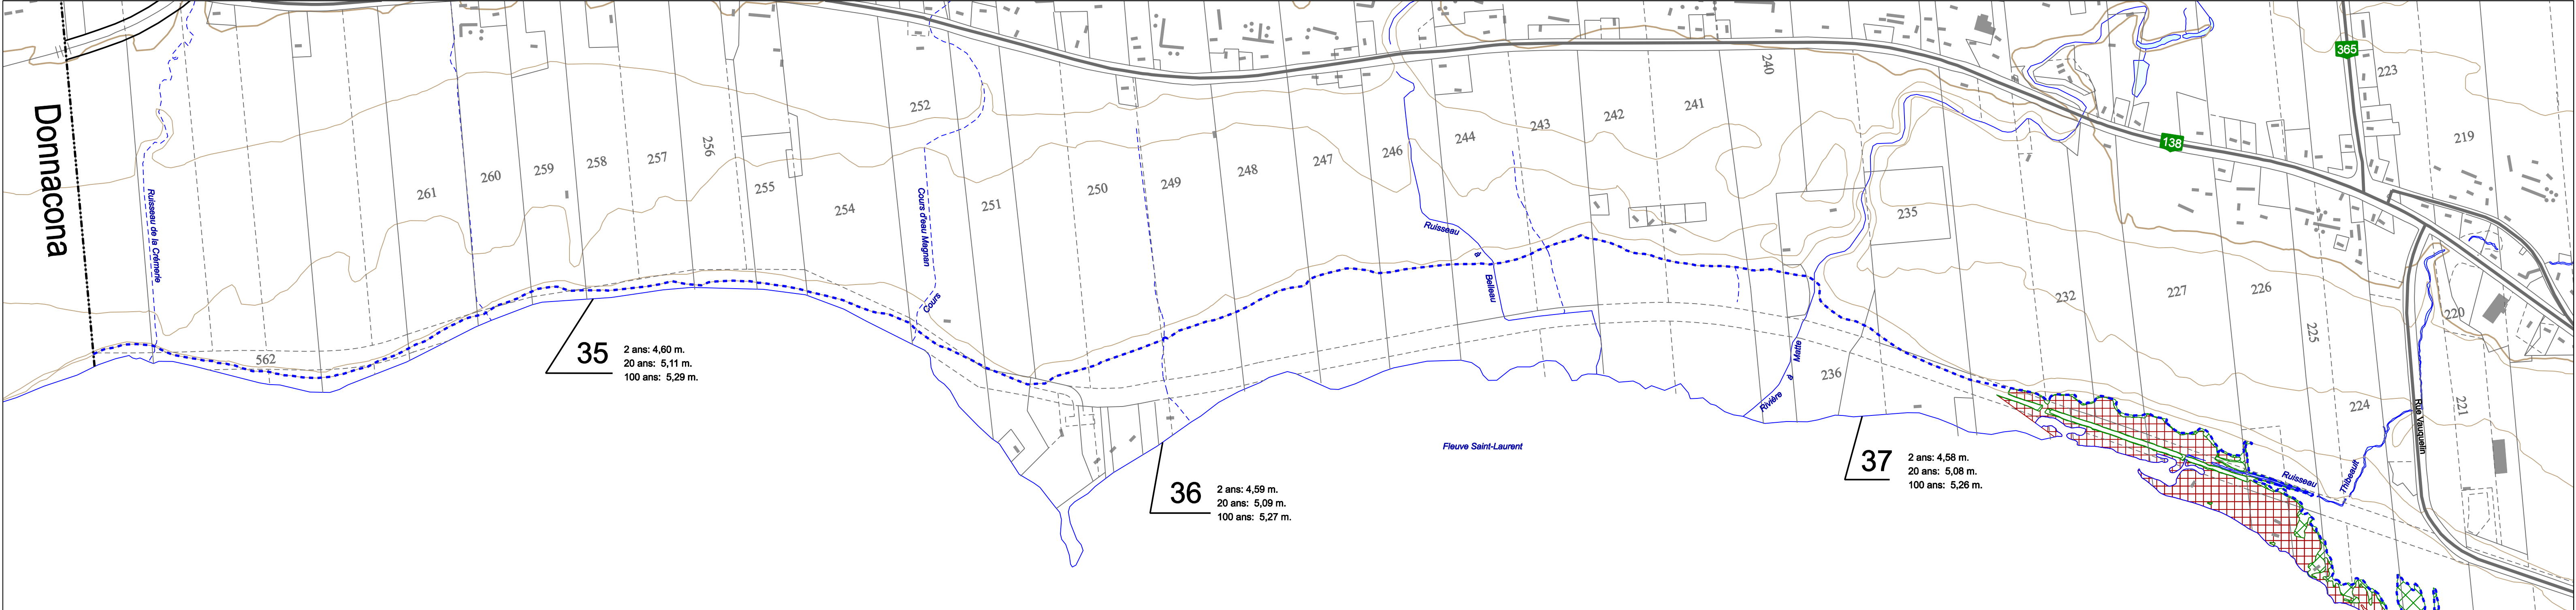 Donnacona
Ruisseau de la Crémerie
562
261
260
259
258
257
256
255
254
252
Cours d'eau Magnan
Cours
251
250
249
248
247
246
244
243
242
241
240
Ruisseau
à
Belleau
Rivière
à
Matte
236
235
232
227
226
225
224
223
221
220
219
365
138
Rue Vauquelin
Ruisseau
Thibeault
Fleuve Saint-Laurent
35
2 ans: 4,60 m.
20 ans: 5,11 m.
100 ans: 5,29 m.
36
2 ans: 4,59 m.
20 ans: 5,09 m.
100 ans: 5,27 m.
37
2 ans: 4,58 m.
20 ans: 5,08 m.
100 ans: 5,26 m.